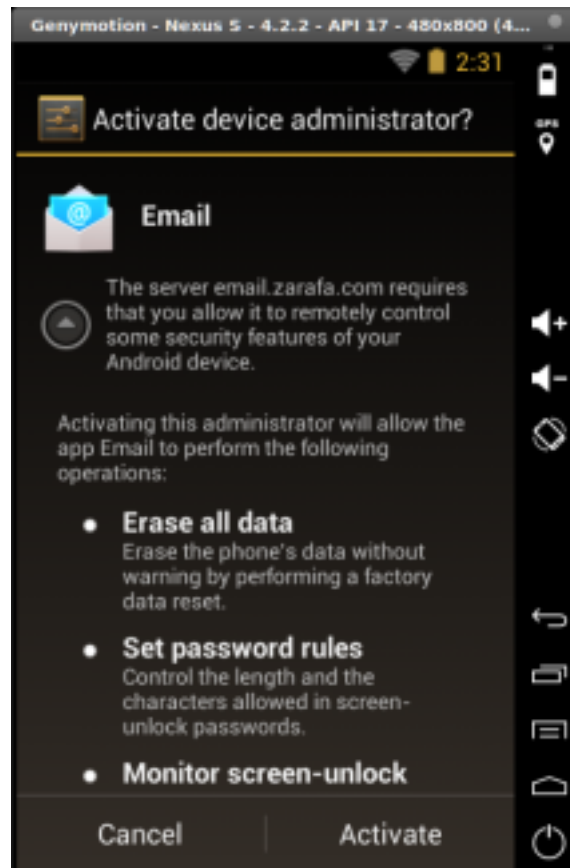 Genymotion - Nexus S - 4.2.2 - API 17 - 480x800 (4...
2:31
GPS
Activate device administrator?
Email
The server email.zarafa.com requires
that you allow it to remotely control
some security features of your
Android device.
Activating this administrator will allow the
app Email to perform the following
operations:
Erase all data
Erase the phone's data without
warning by performing a factory
data reset.
Set password rules
Control the length and the
characters allowed in screen-
unlock passwords.
Monitor screen-unlock
Cancel
Activate